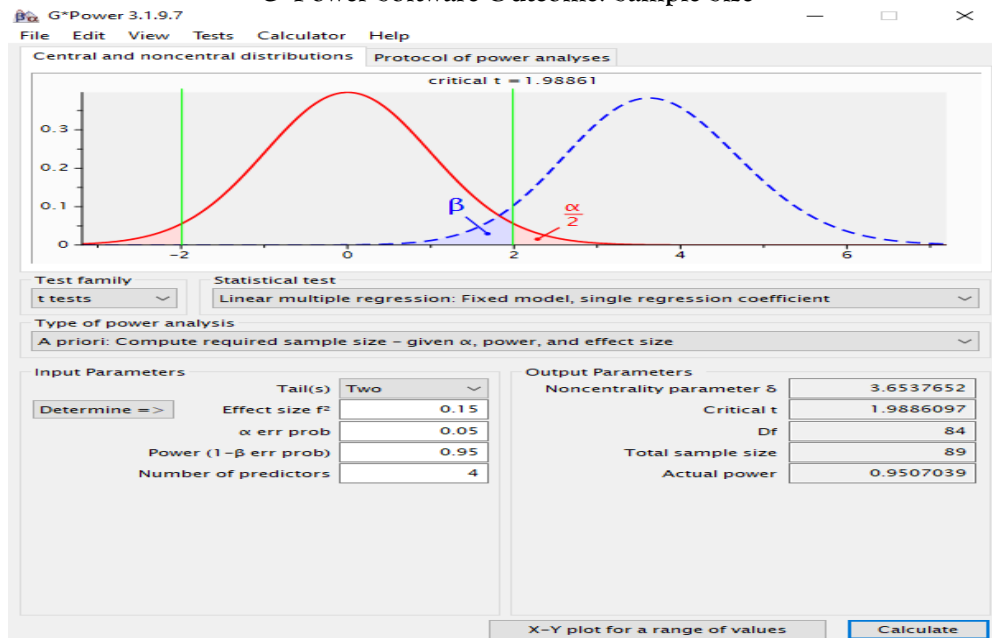 G*Power Software Outcome: sample size
βα G*Power 3.1.9.7
File Edit View Tests Calculator Help
Central and noncentral distributions Protocol of power analyses
critical t = 1.98861
0.3
0.2
0.1
0
β
α
2
-2 0 2 4 6
Test family Statistical test
t tests Linear multiple regression: Fixed model, single regression coefficient
Type of power analysis
A priori: Compute required sample size – given α, power, and effect size
Input Parameters Output Parameters
Tail(s) Two Noncentrality parameter δ 3.6537652
Determine => Effect size f² 0.15 Critical t 1.9886097
α err prob 0.05 Df 84
Power (1-β err prob) 0.95 Total sample size 89
Number of predictors 4 Actual power 0.9507039
X-Y plot for a range of values Calculate